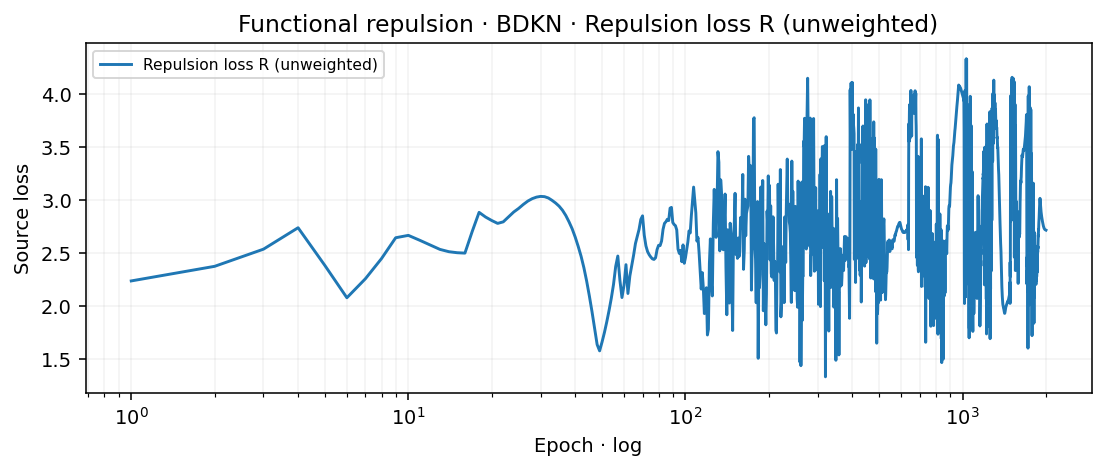 Functional repulsion · BDKN · Repulsion loss R (unweighted)
Repulsion loss R (unweighted)
Source loss
4.0
3.5
3.0
2.5
2.0
1.5
10⁰ 10¹ 10² 10³
Epoch · log